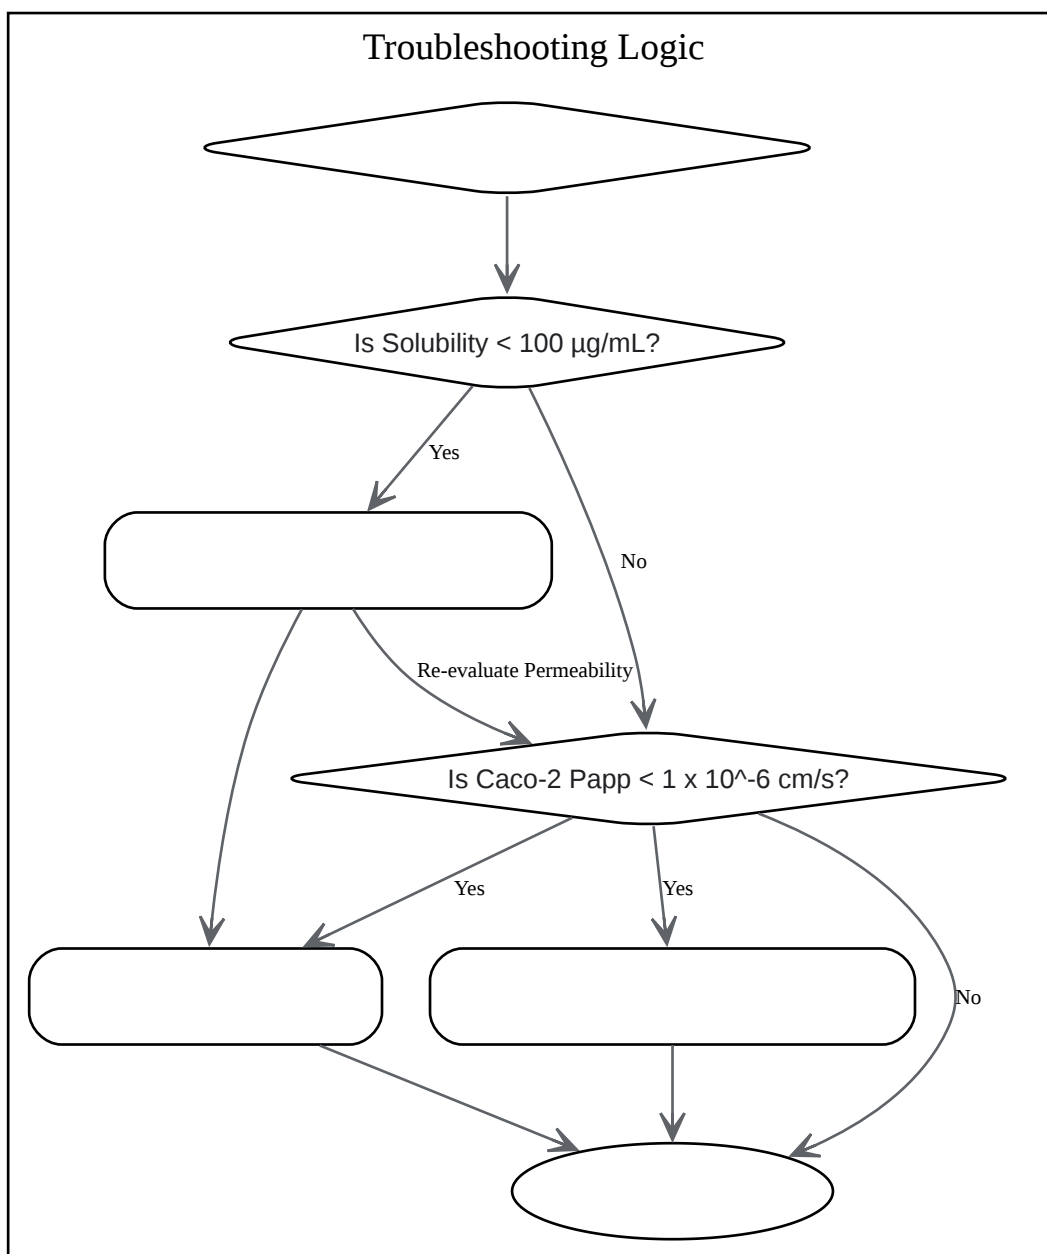 Troubleshooting Logic
Is Solubility < 100 µg/mL?
Yes
No
Re-evaluate Permeability
Is Caco-2 Papp < 1 x 10^-6 cm/s?
Yes
Yes
No